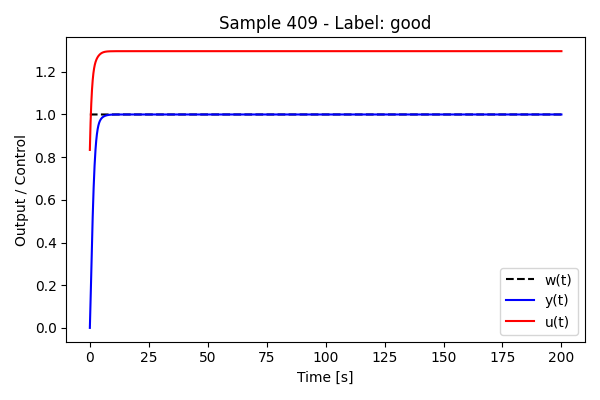 Sample 409 - Label: good
Output / Control
1.2
1.0
0.8
0.6
0.4
0.2
0.0
w(t)
y(t)
u(t)
0 25 50 75 100 125 150 175 200
Time [s]